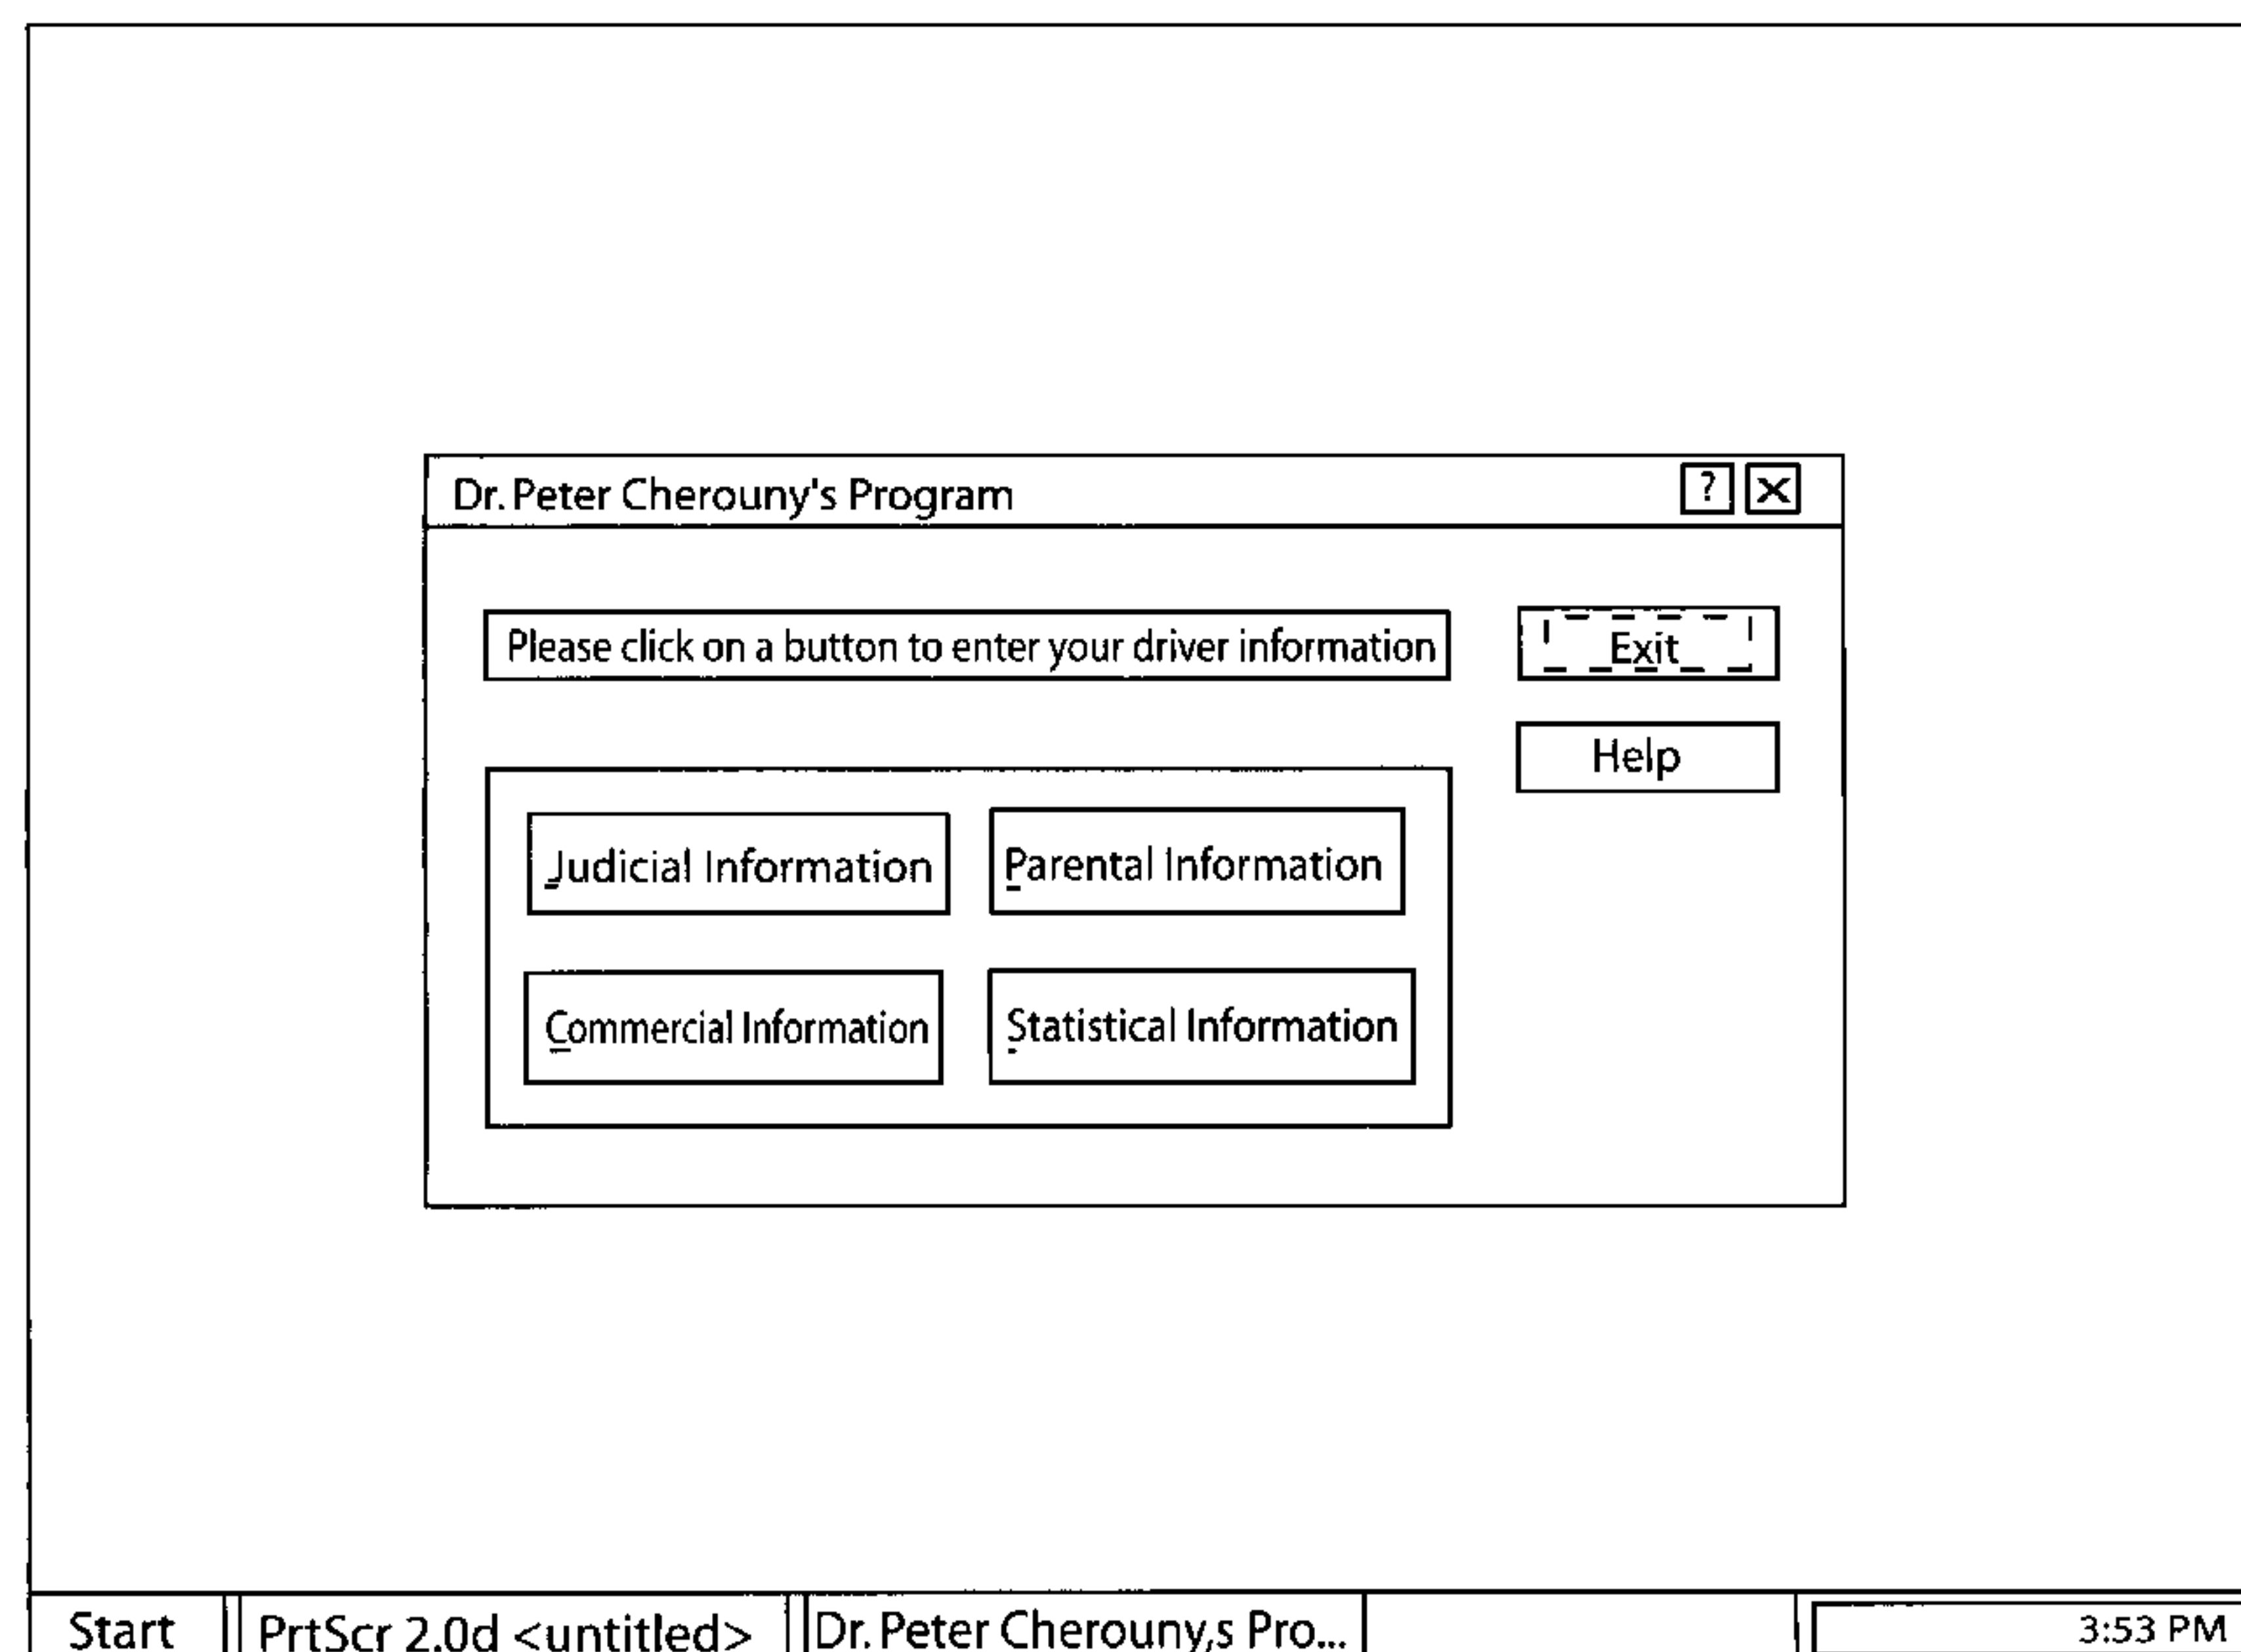 Dr. Peter Cherouny's Program ? X
Please click on a button to enter your driver information
Exit
Help
Judicial Information Parental Information
Commercial Information Statistical Information
Start PrtScr 2.0d <untitled> Dr. Peter Cherouny,s Pro... 3:53 PM